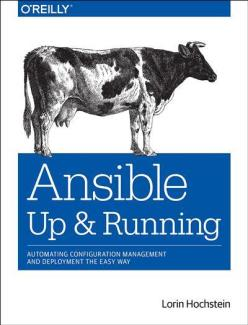 O'REILLY®
Ansible
Up & Running
AUTOMATING CONFIGURATION MANAGEMENT
AND DEPLOYMENT THE EASY WAY
Lorin Hochstein